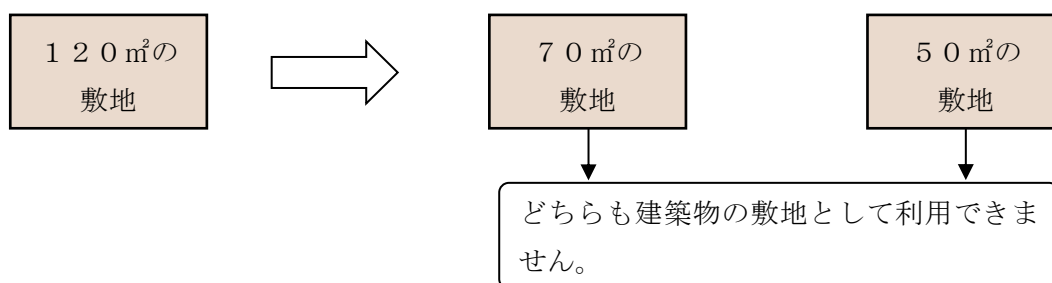 １２０㎡の
敷地
７０㎡の
敷地
５０㎡の
敷地
どちらも建築物の敷地として利用できま
せん。